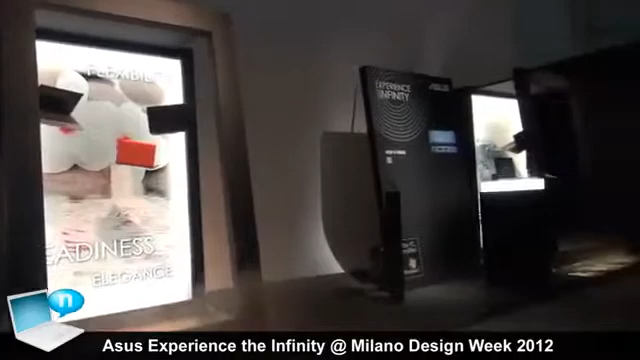 FLEXIBILITY
EADINESS
ELEGANCE
EXPERIENCE
INFINITY
ASUS
n
Asus Experience the Infinity @ Milano Design Week 2012